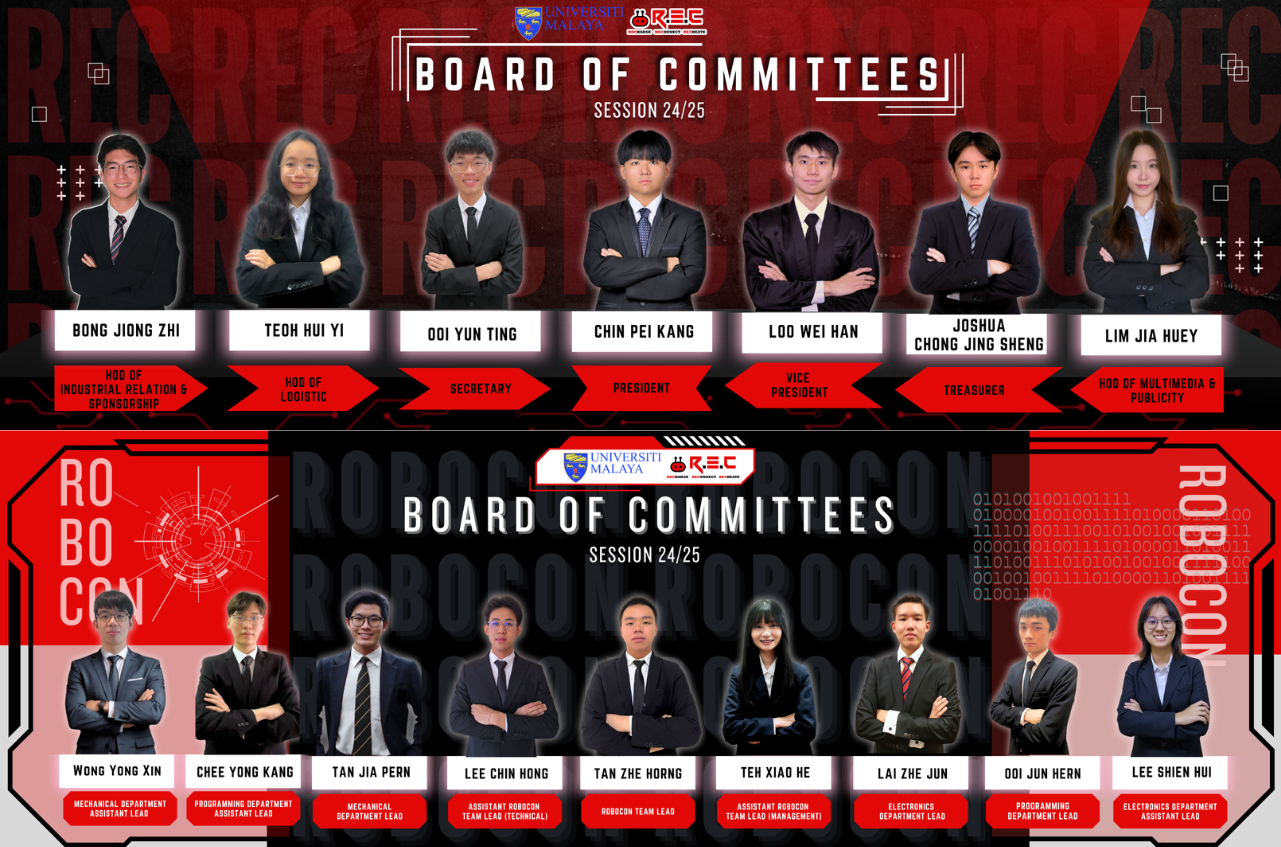 UNIVERSITI
MALAYA
R.E.C
RECHARGE RECONNECT RECREATE
BOARD OF COMMITTEES
SESSION 24/25
BONG JIONG ZHI
TEOH HUI YI
OOI YUN TING
CHIN PEI KANG
LOO WEI HAN
JOSHUA
CHONG JING SHENG
LIM JIA HUEY
HOD OF
INDUSTRIAL RELATION &
SPONSORSHIP
HOD OF
LOGISTIC
SECRETARY
PRESIDENT
VICE
PRESIDENT
TREASURER
HOD OF MULTIMEDIA &
PUBLICITY
UNIVERSITI
MALAYA
R.E.C
RECHARGE RECONNECT RECREATE
RO
BO
CON
BOARD OF COMMITTEES
SESSION 24/25
ROBOCON
Wong Yong Xin
CHEE YONG KANG
TAN JIA PERN
LEE CHIN HONG
TAN ZHE HORNG
TEH XIAO HE
LAI ZHE JUN
OOI JUN HERN
LEE SHIEN HUI
MECHANICAL DEPARTMENT
ASSISTANT LEAD
PROGRAMMING DEPARTMENT
ASSISTANT LEAD
MECHANICAL
DEPARTMENT LEAD
ASSISTANT ROBOCON
TEAM LEAD (TECHNICAL)
ROBOCON TEAM LEAD
ASSISTANT ROBOCON
TEAM LEAD (MANAGEMENT)
ELECTRONICS
DEPARTMENT LEAD
PROGRAMMING
DEPARTMENT LEAD
ELECTRONICS DEPARTMENT
ASSISTANT LEAD